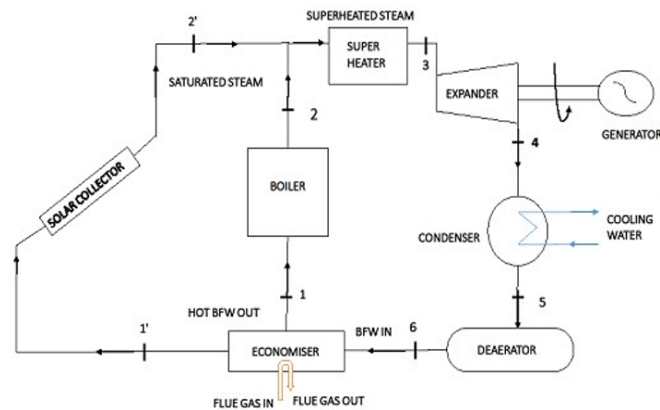 2'
SUPERHEATED STEAM
SUPER
HEATER
3
SATURATED STEAM
EXPANDER
GENERATOR
2
4
BOILER
SOLAR COLLECTOR
CONDENSER
COOLING
WATER
1
HOT BFW OUT
5
1'
BFW IN
6
ECONOMISER
DEAERATOR
FLUE GAS IN
FLUE GAS OUT